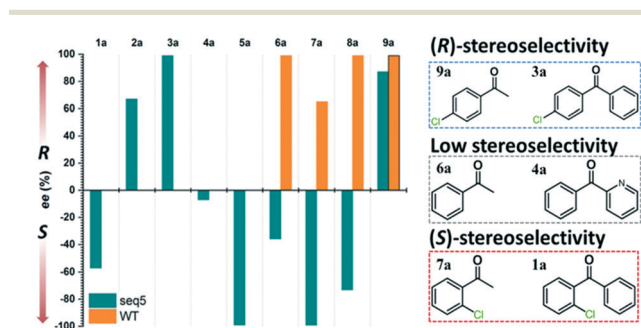 1a 2a 3a 4a 5a 6a 7a 8a 9a
100
80
60
40
20
0
-20
-40
-60
-80
-100
R
S
ee (%)
seq5
WT
(R)-stereoselectivity
9a 3a
O O
Cl Cl
Low stereoselectivity
6a 4a
O O
N
(S)-stereoselectivity
7a 1a
O O
Cl Cl